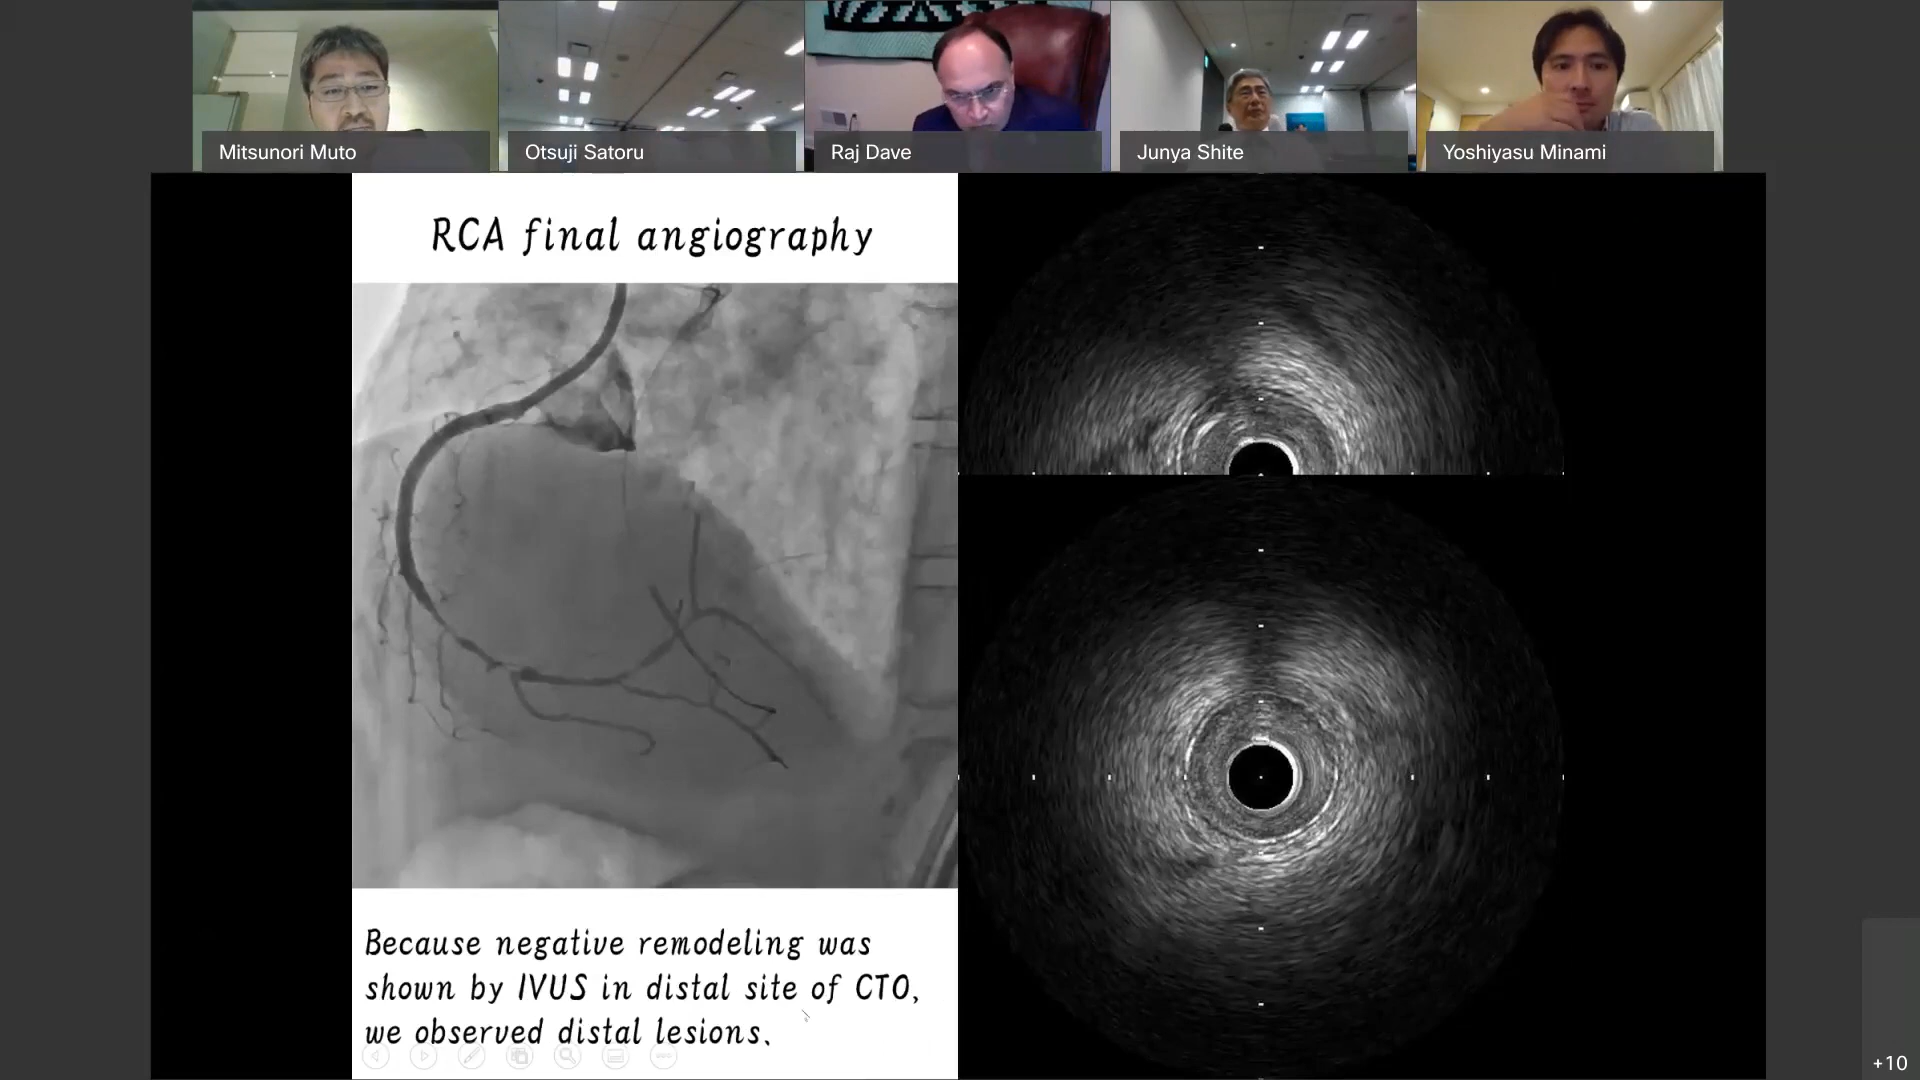 Mitsunori Muto
Otsuji Satoru
Raj Dave
Junya Shite
Yoshiyasu Minami
RCA final angiography
Because negative remodeling was
shown by IVUS in distal site of CTO,
we observed distal lesions.
+10